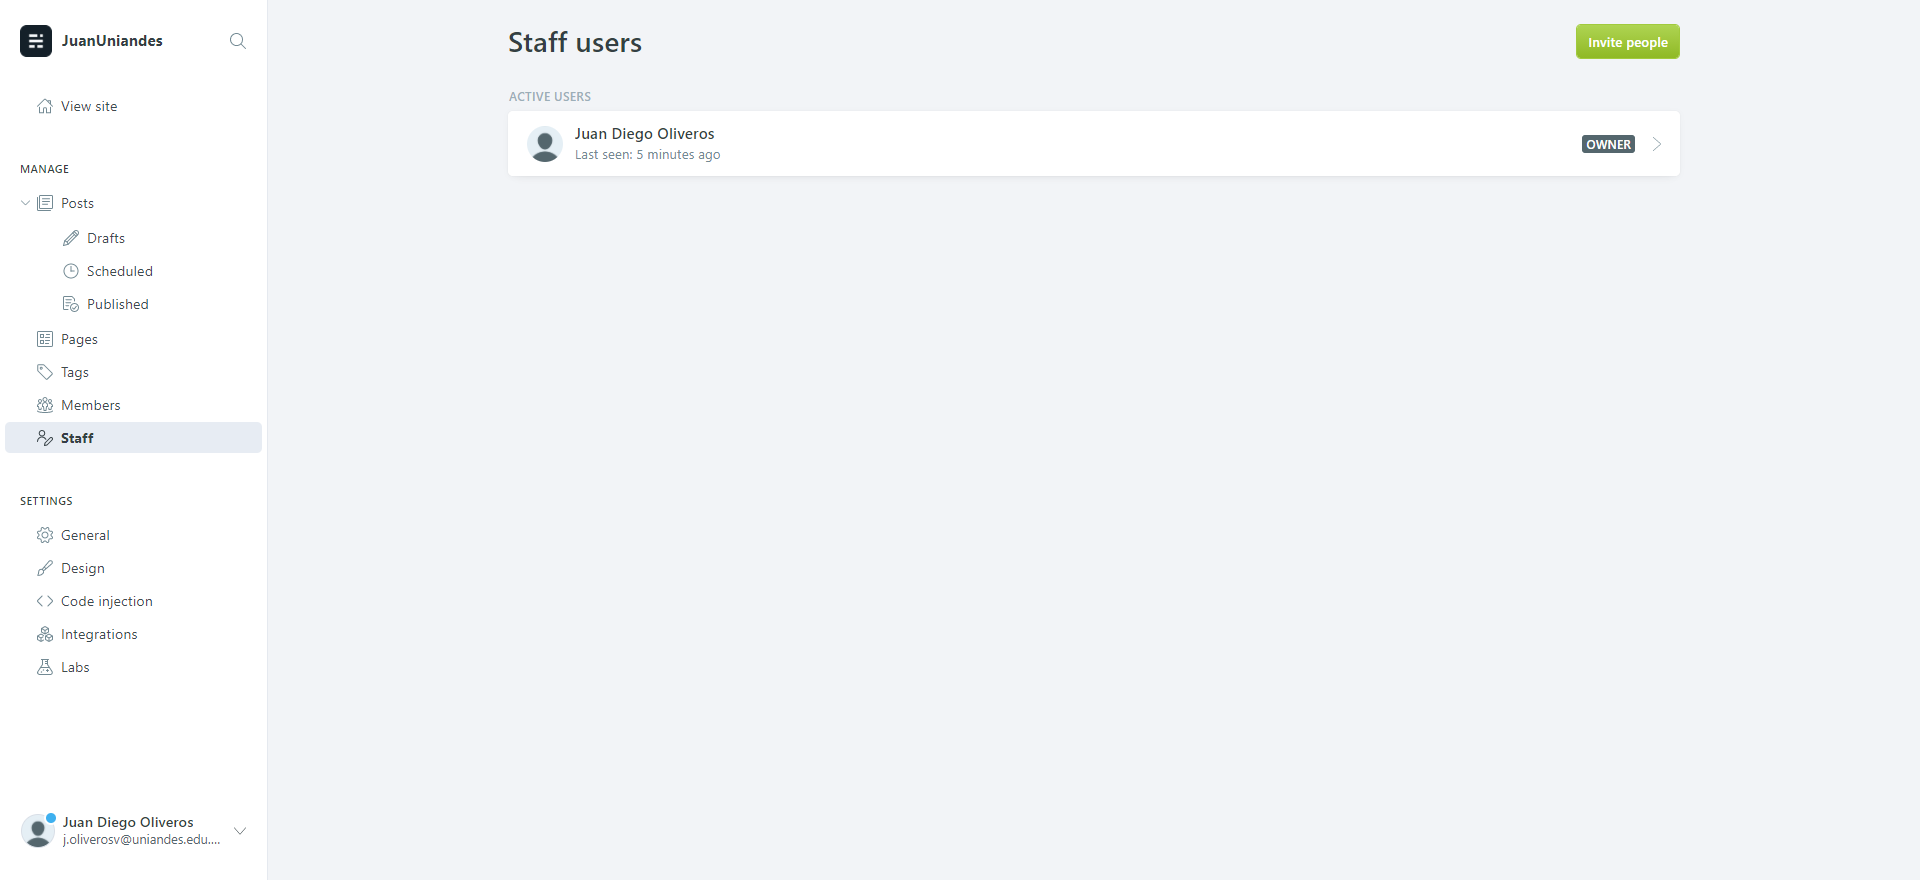 JuanUniandes
View site
MANAGE
Posts
Drafts
Scheduled
Published
Pages
Tags
Members
Staff
SETTINGS
General
Design
Code injection
Integrations
Labs
Juan Diego Oliveros
j.oliverosv@uniandes.edu....
Staff users
Invite people
ACTIVE USERS
Juan Diego Oliveros
Last seen: 5 minutes ago
OWNER